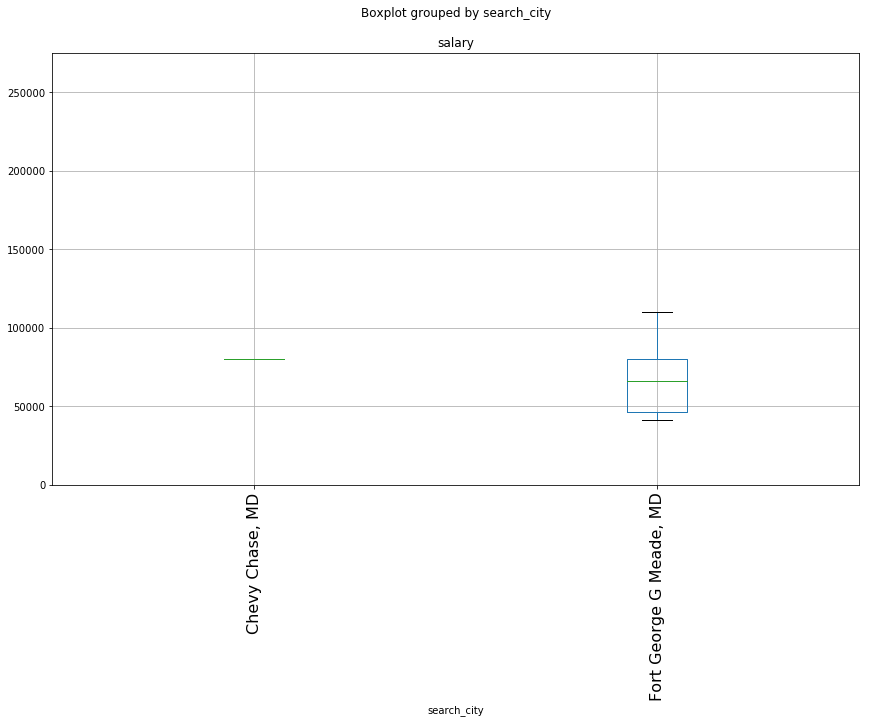 Boxplot grouped by search_city
salary
250000
200000
150000
100000
50000
0
Chevy Chase, MD
Fort George G Meade, MD
search_city